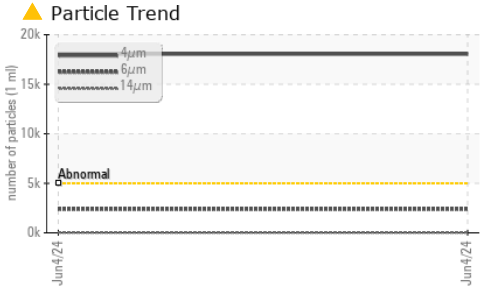 Particle Trend
number of particles (1 ml)
20k
15k
10k
5k
0k
4µm
6µm
14µm
Abnormal
Jun4/24
Jun4/24